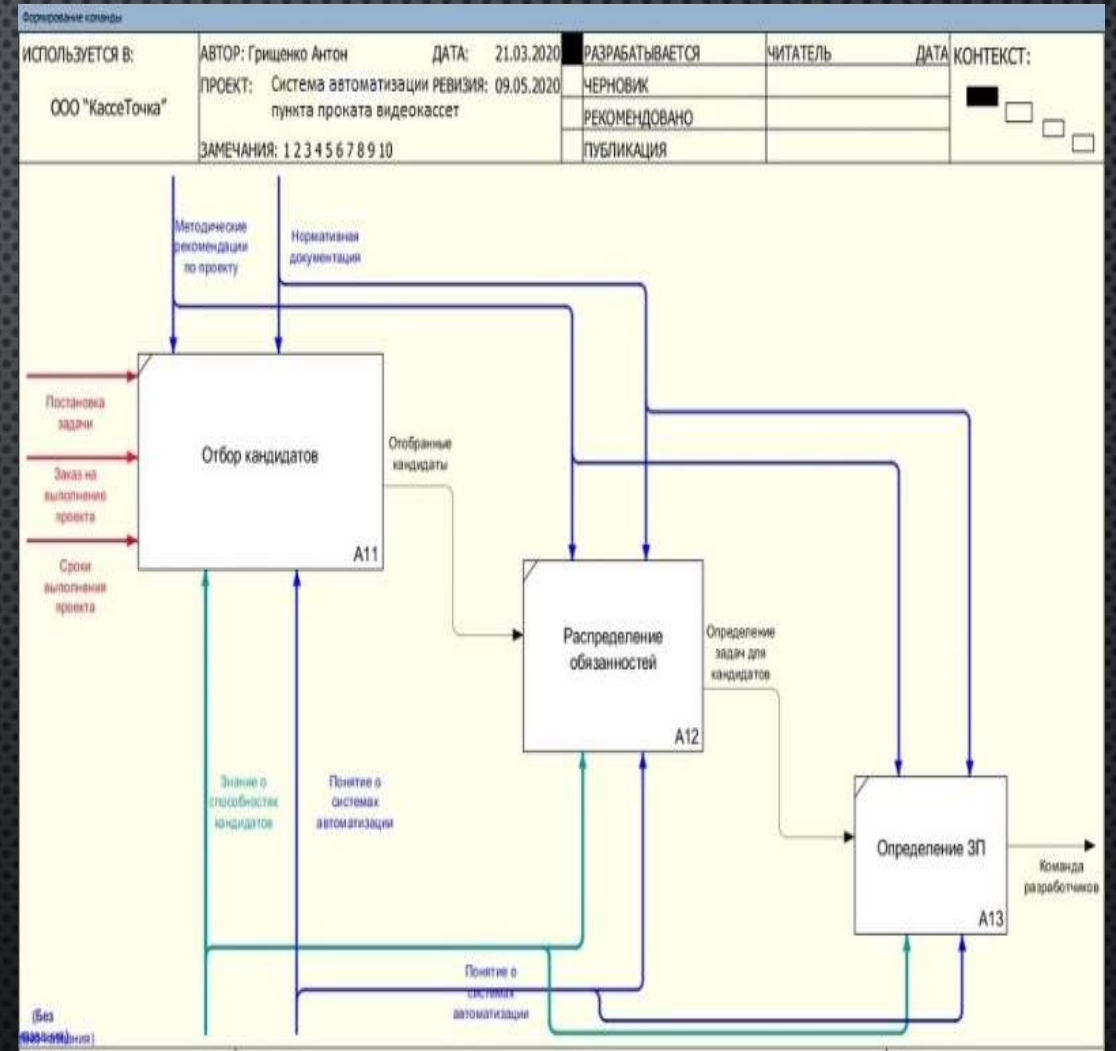 Формирование команды
ИСПОЛЬЗУЕТСЯ В:
ООО "КассеТочка"
АВТОР: Грищенко Антон
ДАТА: 21.03.2020
ПРОЕКТ: Система автоматизации
пункта проката видеокассет
РЕВИЗИЯ: 09.05.2020
ЗАМЕЧАНИЯ: 1 2 3 4 5 6 7 8 9 10
РАЗРАБАТЫВАЕТСЯ
ЧЕРНОВИК
РЕКОМЕНДОВАНО
ПУБЛИКАЦИЯ
ЧИТАТЕЛЬ
ДАТА
КОНТЕКСТ:
Методические
рекомендации
по проекту
Нормативная
документация
Постановка
задачи
Заказ на
выполнение
проекта
Сроки
выполнения
проекта
Отбор кандидатов
A11
Отобранные
кандидаты
Распределение
обязанностей
A12
Определение
задач для
кандидатов
Знание о
способностях
кандидатов
Понятие о
системах
автоматизации
Определение ЗП
A13
Команда
разработчиков
Понятие о
системах
автоматизации
(Без